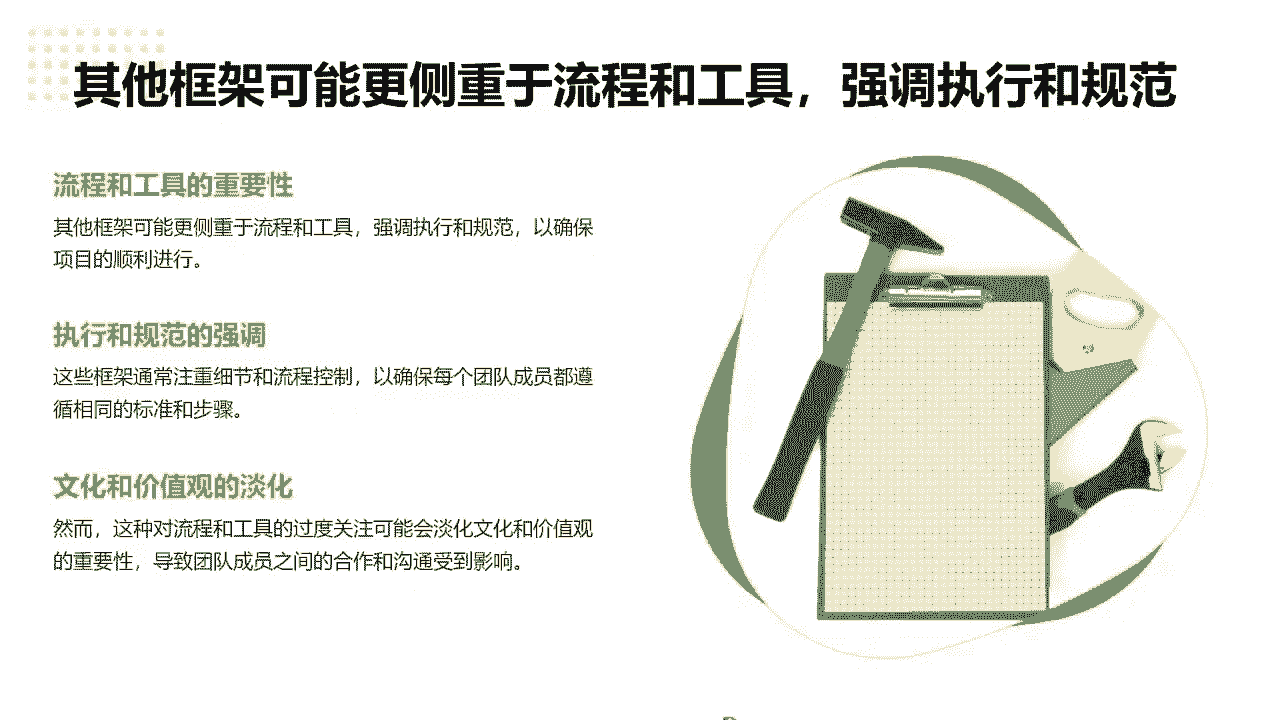 其他框架可能更侧重于流程和工具，强调执行和规范
流程和工具的重要性
其他框架可能更侧重于流程和工具，强调执行和规范，以确保
项目的顺利进行。
执行和规范的强调
这些框架通常注重细节和流程控制，以确保每个团队成员都遵
循相同的标准和步骤。
文化和价值观的淡化
然而，这种对流程和工具的过度关注可能会淡化文化和价值观
的重要性，导致团队成员之间的合作和沟通受到影响。